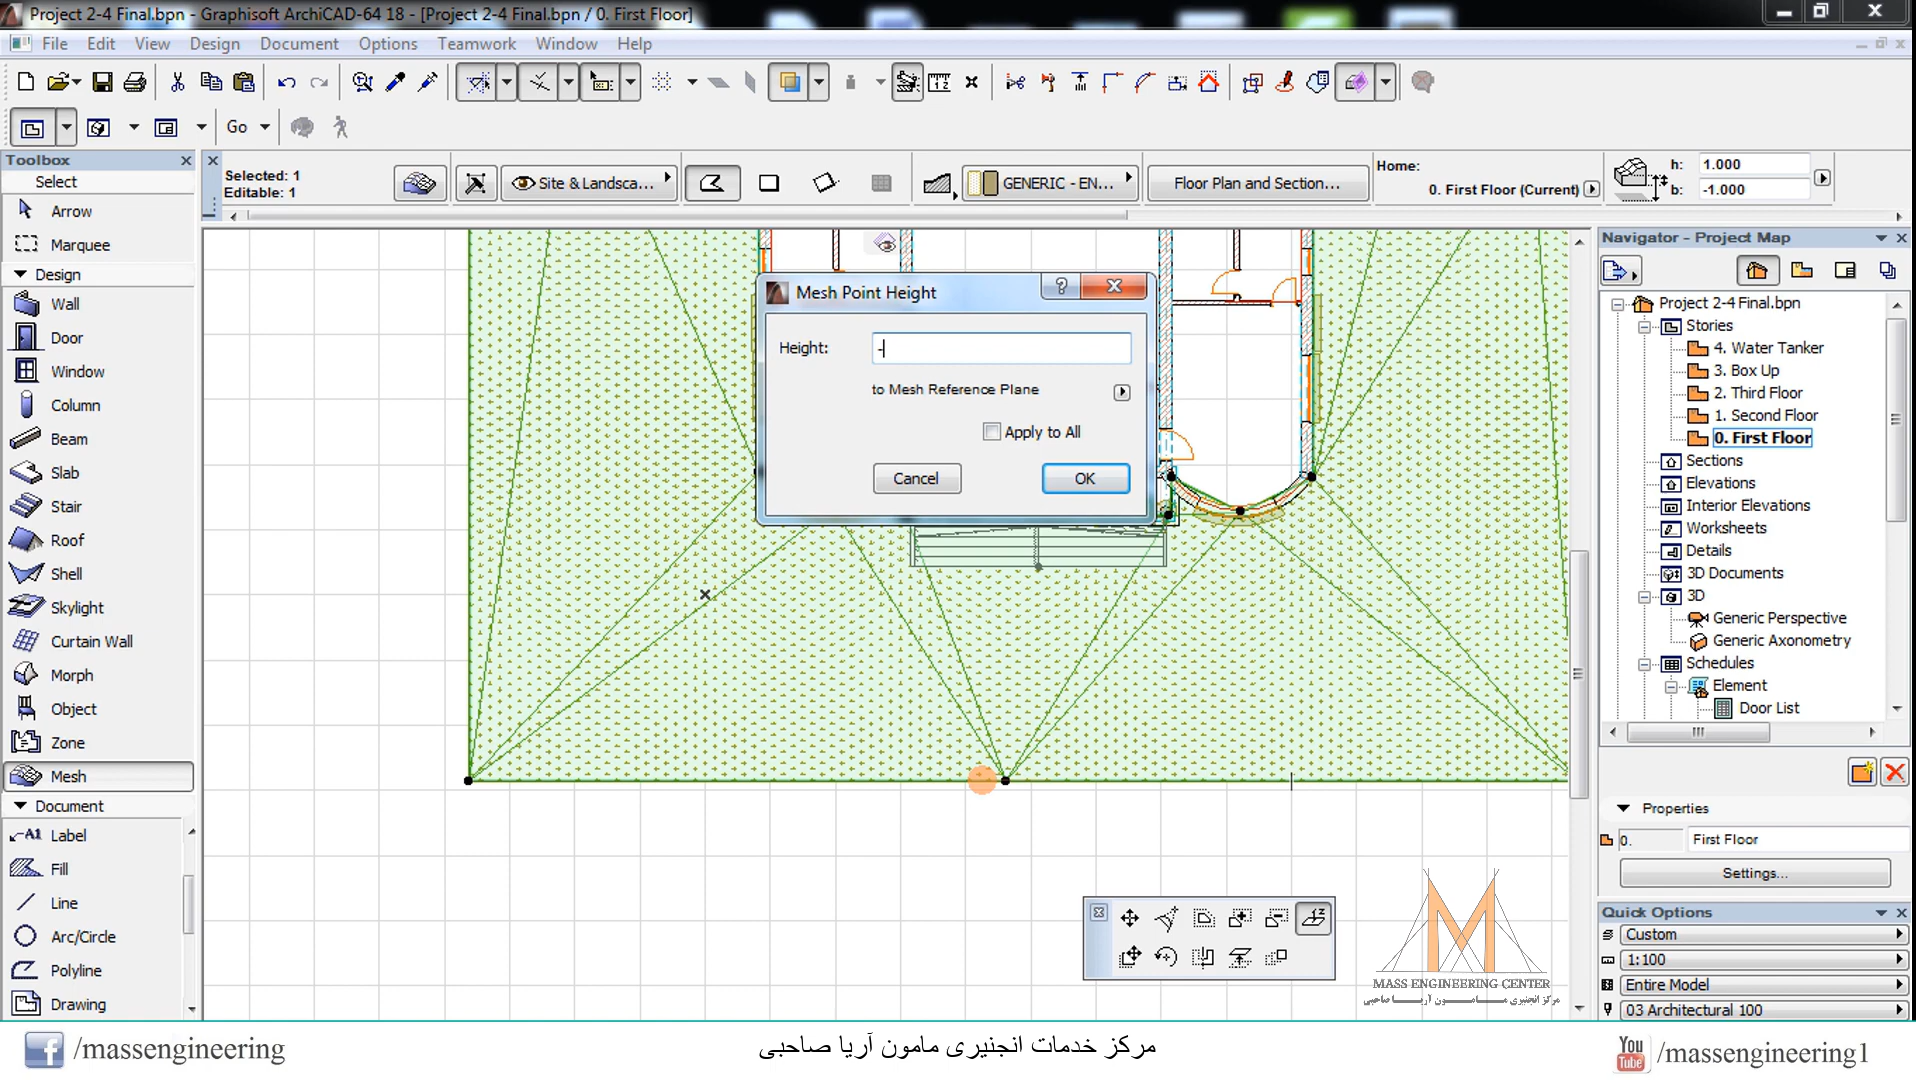 Project 2-4 Final.bpn - Graphisoft ArchiCAD-64 18 - [Project 2-4 Final.bpn / 0. First Floor]
File Edit View Design Document Options Teamwork Window Help
Go
Toolbox
Select
Arrow
Marquee
Design
Wall
Door
Window
Column
Beam
Slab
Stair
Roof
Shell
Skylight
Curtain Wall
Morph
Object
Zone
Mesh
Document
A1 Label
Fill
Line
Arc/Circle
Polyline
Drawing
Selected: 1
Editable: 1
Site & Landsca...
GENERIC - EN...
Floor Plan and Section...
Home:
0. First Floor (Current)
h: 1.000
b: -1.000
Mesh Point Height
Height: -
to Mesh Reference Plane
Apply to All
Cancel OK
Navigator - Project Map
Project 2-4 Final.bpn
Stories
4. Water Tanker
3. Box Up
2. Third Floor
1. Second Floor
0. First Floor
Sections
Elevations
Interior Elevations
Worksheets
Details
3D Documents
3D
Generic Perspective
Generic Axonometry
Schedules
Element
Door List
Properties
0. First Floor
Settings...
Quick Options
Custom
1:100
Entire Model
03 Architectural 100
M
MASS ENGINEERING CENTER
مرکز انجنیری مامون آریا صاحبی
/massengineering
مرکز خدمات انجنیری مامون آریا صاحبی
You Tube /massengineering1